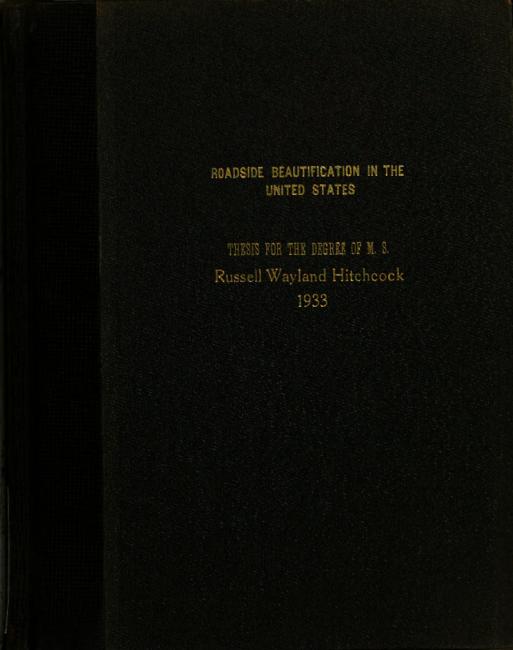 ROADSIDE BEAUTIFICATION IN THE
UNITED STATES
THESIS FOR THE DEGREE OF M. S.
Russell Wayland Hitchcock
1933